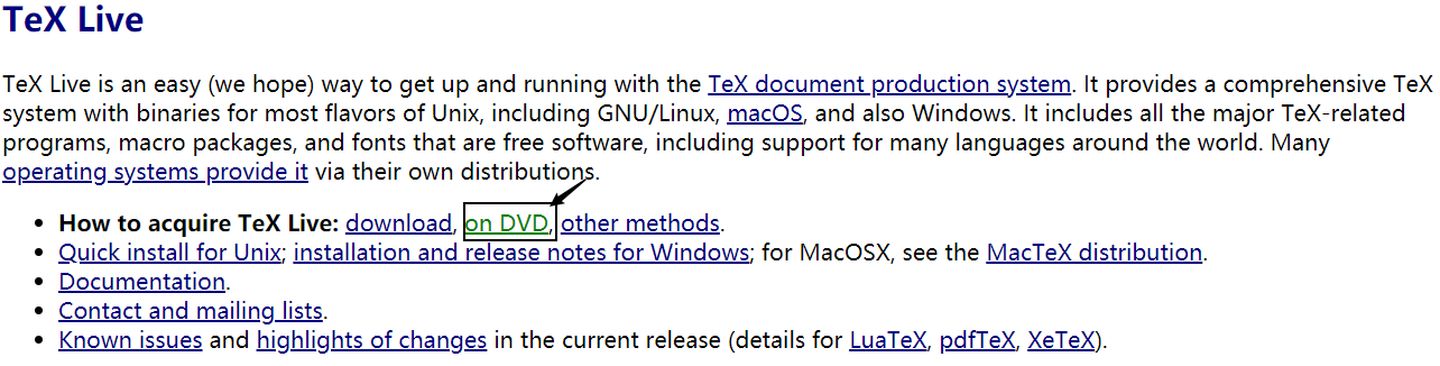 TeX Live
TeX Live is an easy (we hope) way to get up and running with the TeX document production system. It provides a comprehensive TeX
system with binaries for most flavors of Unix, including GNU/Linux, macOS, and also Windows. It includes all the major TeX-related
programs, macro packages, and fonts that are free software, including support for many languages around the world. Many
operating systems provide it via their own distributions.
• How to acquire TeX Live: download, on DVD, other methods.
• Quick install for Unix; installation and release notes for Windows; for MacOSX, see the MacTeX distribution.
• Documentation.
• Contact and mailing lists.
• Known issues and highlights of changes in the current release (details for LuaTeX, pdfTeX, XeTeX).